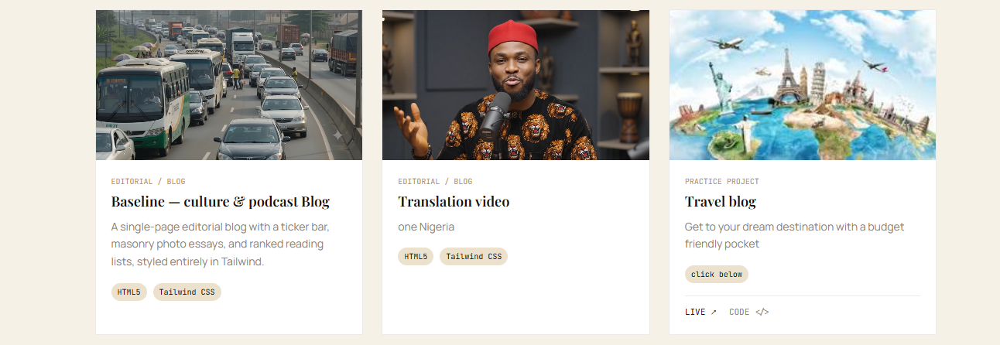 EDITORIAL / BLOG
Baseline — culture & podcast Blog
A single-page editorial blog with a ticker bar,
masonry photo essays, and ranked reading
lists, styled entirely in Tailwind.
HTML5 Tailwind CSS
EDITORIAL / BLOG
Translation video
one Nigeria
HTML5 Tailwind CSS
PRACTICE PROJECT
Travel blog
Get to your dream destination with a budget
friendly pocket
click below
LIVE ↗ CODE </>